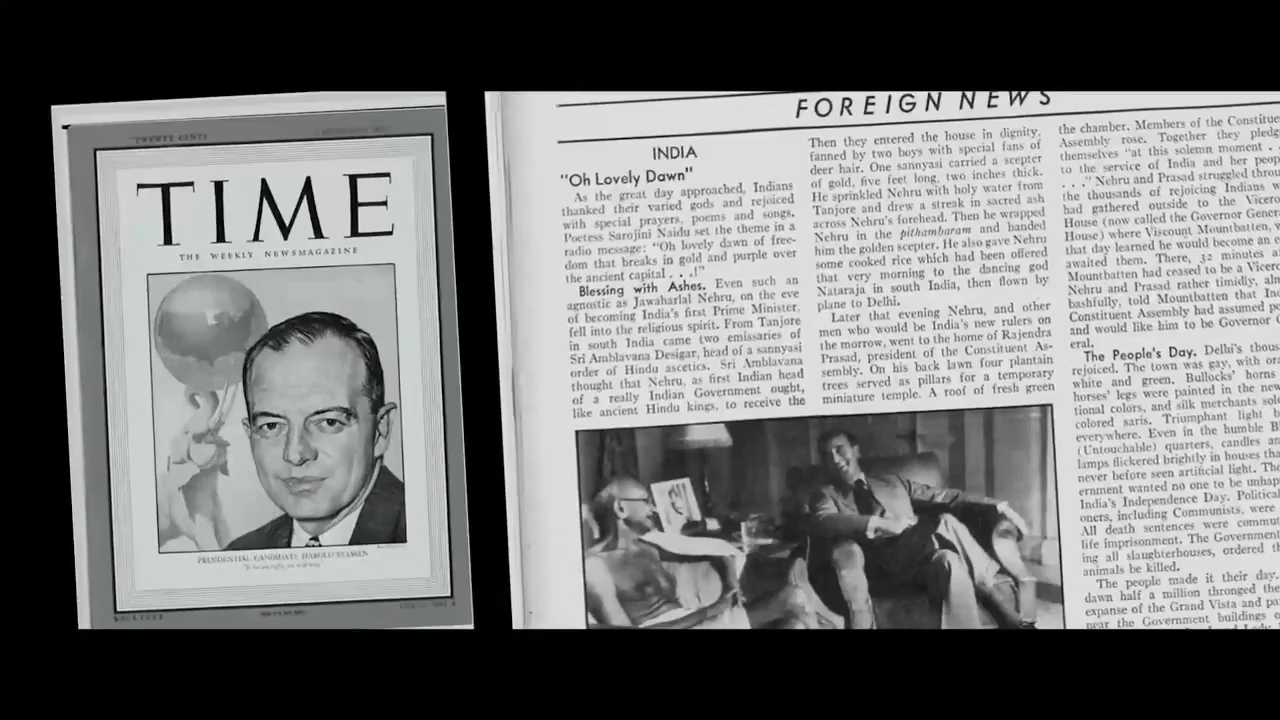 TWENTY CENTS
TIME
THE WEEKLY NEWSMAGAZINE
PRESIDENTIAL CANDIDATE HAROLD STASSEN
FOREIGN NEWS
INDIA
"Oh Lovely Dawn"
As the great day approached, Indians
thanked their varied gods and rejoiced
with special prayers, poems and songs.
Poetess Sarojini Naidu set the theme in a
radio message: "Oh lovely dawn of free-
dom that breaks in gold and purple over
the ancient capital . . .!"
Blessing with Ashes. Even such an
agnostic as Jawaharlal Nehru, on the eve
of becoming India's first Prime Minister,
fell into the religious spirit. From Tanjore
in south India came two emissaries of
Sri Amblavana Desigar, head of a sannyasi
order of Hindu ascetics. Sri Amblavana
thought that Nehru, as first Indian head
of a really Indian Government ought,
like ancient Hindu kings, to receive the
Then they entered the house in dignity,
fanned by two boys with special fans of
deer hair. One sannyasi carried a scepter
of gold, five feet long, two inches thick.
He sprinkled Nehru with holy water from
Tanjore and drew a streak in sacred ash
across Nehru's forehead. Then he wrapped
Nehru in the pithambaram and handed
him the golden scepter. He also gave Nehru
some cooked rice which had been offered
that very morning to the dancing god
Nataraja in south India, then flown by
plane to Delhi.
Later that evening Nehru, and other
men who would be India's new rulers on
the morrow, went to the home of Rajendra
Prasad, president of the Constituent As-
sembly. On his back lawn four plantain
trees served as pillars for a temporary
miniature temple. A roof of fresh green
the chamber. Members of the Constitue
Assembly rose. Together they pledg
themselves "at this solemn moment . .
to the service of India and her peop
. . ." Nehru and Prasad struggled throu
the thousands of rejoicing Indians w
had gathered outside to the Vicero
House (now called the Governor Gene
House) where Viscount Mountbatten, w
that day learned he would become an
awaited them. There, 32 minutes a
Mountbatten had ceased to be a Vicer
Nehru and Prasad rather timidly, alm
bashfully, told Mountbatten that Ind
Constituent Assembly had assumed po
and would like him to be Governor G
eral.
The People's Day. Delhi's thous
rejoiced. The town was gay, with ora
white and green. Bullocks' horns
horses' legs were painted in the new
tional colors, and silk merchants sol
colored saris. Triumphant light b
everywhere. Even in the humble B
(Untouchable) quarters, candles an
lamps flickered brightly in houses tha
never before seen artificial light. The
ernment wanted no one to be unhap
India's Independence Day. Political
oners, including Communists, were
All death sentences were commu
life imprisonment. The Government
ing all slaughterhouses, ordered th
animals be killed.
The people made it their day.
dawn half a million thronged the
expanse of the Grand Vista and pa
near the Government buildings o